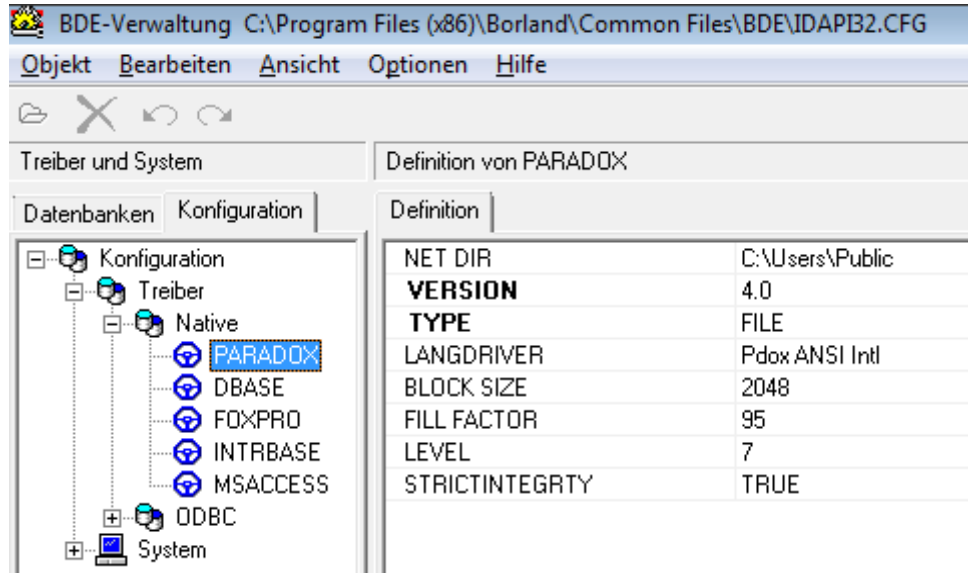 BDE-Verwaltung C:\Program Files (x86)\Borland\Common Files\BDE\IDAPI32.CFG
Objekt Bearbeiten Ansicht Optionen Hilfe
Treiber und System Definition von PARADOX
Datenbanken Konfiguration Definition
Konfiguration NET DIR C:\Users\Public
Treiber VERSION 4.0
Native TYPE FILE
PARADOX LANGDRIVER Pdox ANSI Intl
DBASE BLOCK SIZE 2048
FOXPRO FILL FACTOR 95
INTRBASE LEVEL 7
MSACCESS STRICTINTEGRTY TRUE
ODBC
System